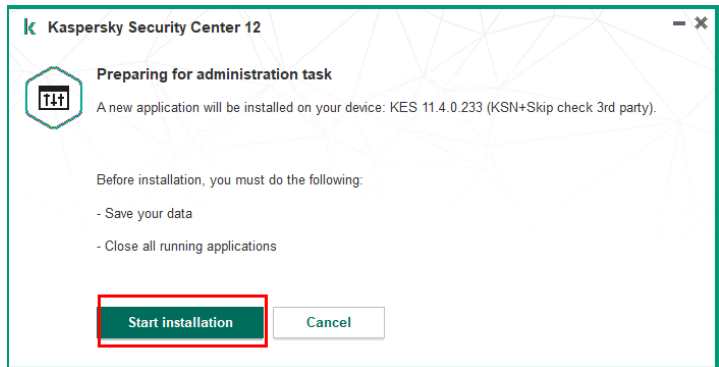 Kaspersky Security Center 12
Preparing for administration task
A new application will be installed on your device: KES 11.4.0.233 (KSN+Skip check 3rd party).
Before installation, you must do the following:
- Save your data
- Close all running applications
Start installation
Cancel